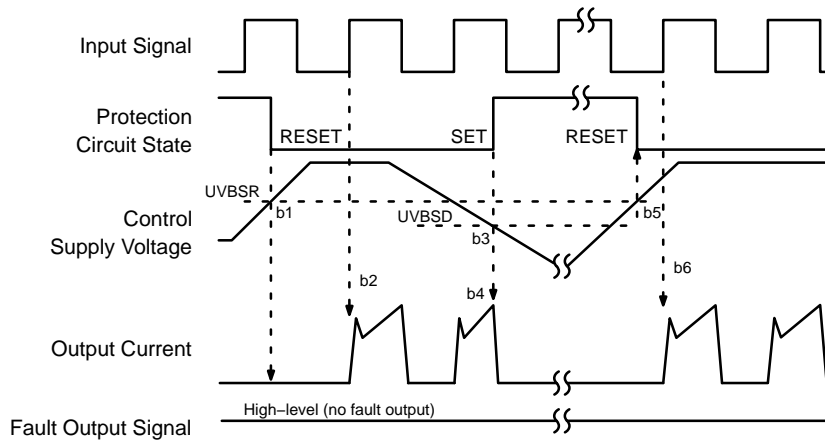 Input Signal
Protection
Circuit State
RESET
SET
RESET
UVBSR
b1
UVBSD
b3
b5
Control
Supply Voltage
b2
b4
b6
Output Current
High−level (no fault output)
Fault Output Signal